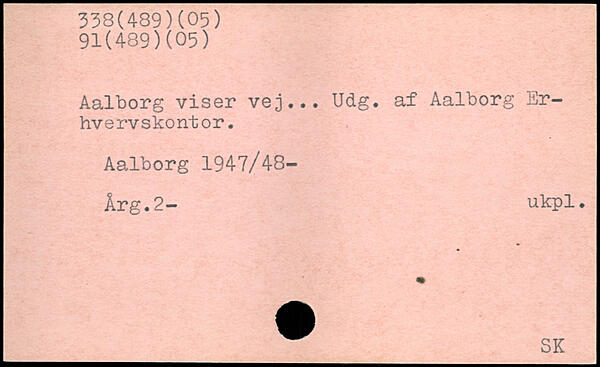 338(489)(05)
91(489)(05)
Aalborg viser vej... Udg. af Aalborg Er-
hvervskontor.
Aalborg 1947/48-
Årg.2-
ukpl.
SK